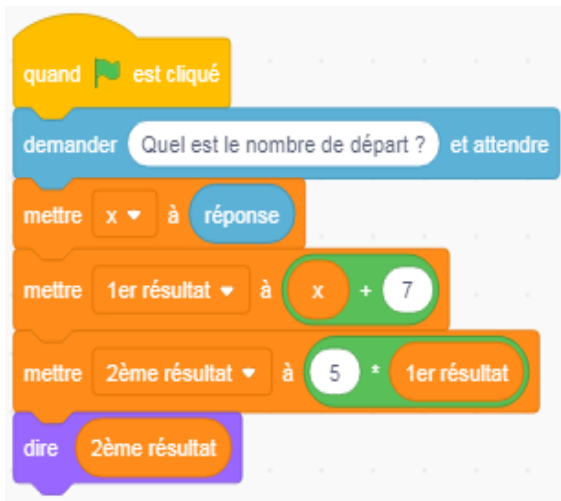 quand est cliqué
demander Quel est le nombre de départ ? et attendre
mettre x à réponse
mettre 1er résultat à x + 7
mettre 2ème résultat à 5 * 1er résultat
dire 2ème résultat